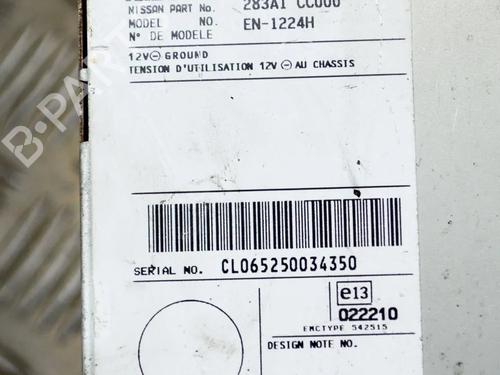 NISSAN PART No. 283A1 CC000
MODEL NO. EN-1224H
N° DE MODELE
12V⊖GROUND
TENSION D'UTILISATION 12V ⊖ AU CHASSIS
SERIAL NO. CL065250034350
e13
022210
EMCTYPE 542515
DESIGN NOTE NO.
B-PARTS